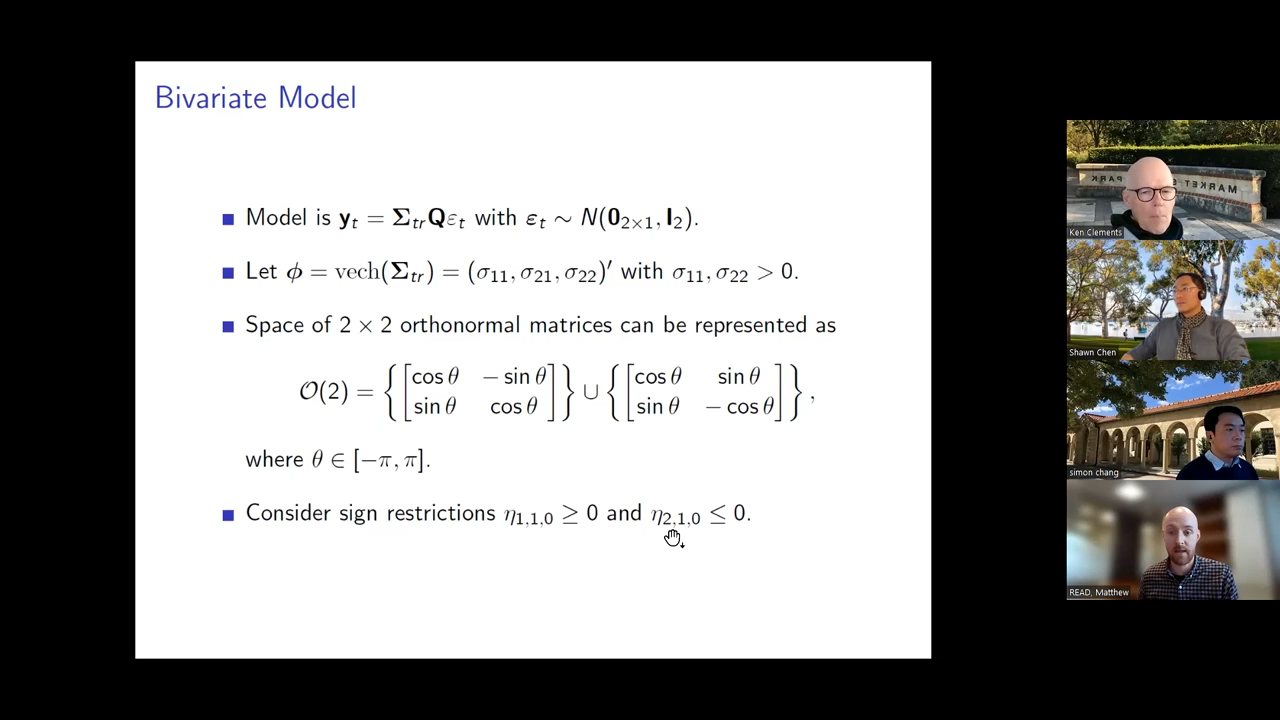 Bivariate Model
Model is y_t = Σ_tr Qε_t with ε_t ∼ N(0_{2×1}, I_2).
Let ϕ = vech(Σ_tr) = (σ_11, σ_21, σ_22)′ with σ_11, σ_22 > 0.
Space of 2 × 2 orthonormal matrices can be represented as
O(2) = {[cos θ −sin θ; sin θ cos θ]} ∪ {[cos θ sin θ; sin θ −cos θ]},
where θ ∈ [−π, π].
Consider sign restrictions η_{1,1,0} ≥ 0 and η_{2,1,0} ≤ 0.
Ken Clements
Shawn Chen
simon chang
READ, Matthew